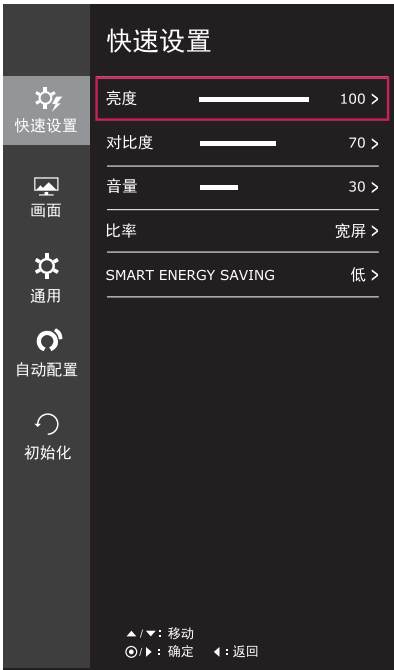 快速设置
快速设置
亮度 100 >
对比度 70 >
音量 30 >
画面
比率 宽屏 >
SMART ENERGY SAVING 低 >
通用
自动配置
初始化
▲/▼: 移动
◉/▶: 确定 ◀:返回